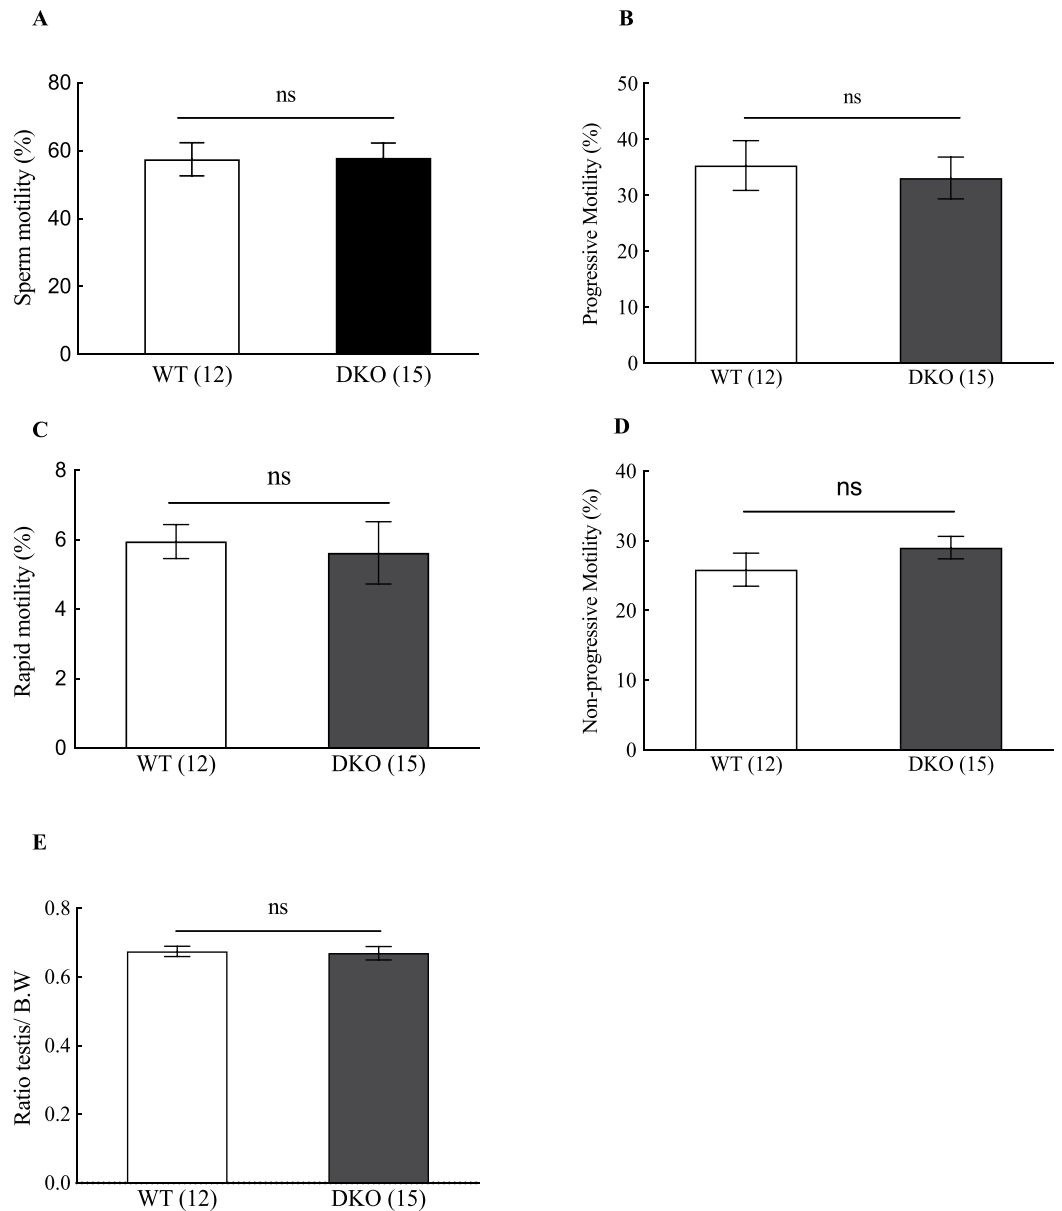 A
Sperm motility (%)
80
60
40
20
0
ns
WT (12)
DKO (15)
B
Progressive Motility (%)
50
40
30
20
10
0
ns
WT (12)
DKO (15)
C
Rapid motility (%)
8
6
4
2
0
ns
WT (12)
DKO (15)
D
Non-progressive Motility (%)
40
30
20
10
0
ns
WT (12)
DKO (15)
E
Ratio testis/ B.W
0.8
0.6
0.4
0.2
0.0
ns
WT (12)
DKO (15)